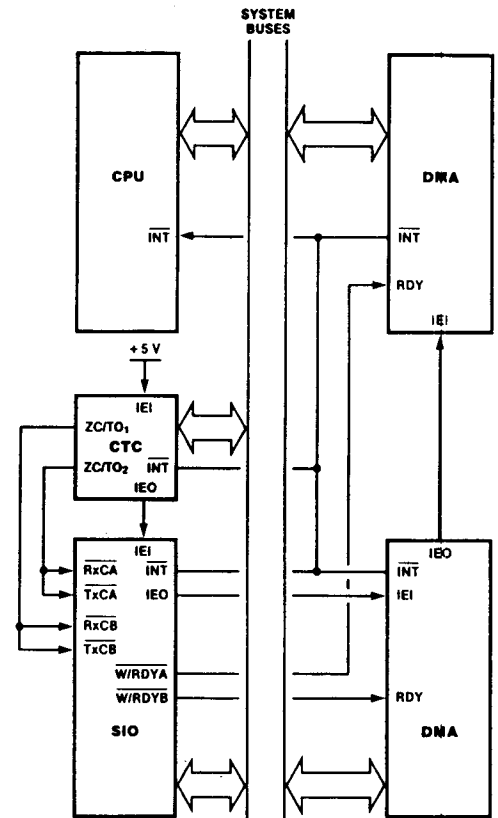 SYSTEM
BUSES
CPU
INT
DMA
INT
RDY
IEI
+5 V
IEI
ZC/TO₁
CTC
ZC/TO₂
INT
IEO
IEI
RxCA
INT
TxCA
IEO
RxCB
TxCB
W/RDYA
W/RDYB
SIO
IEO
INT
IEI
RDY
DMA